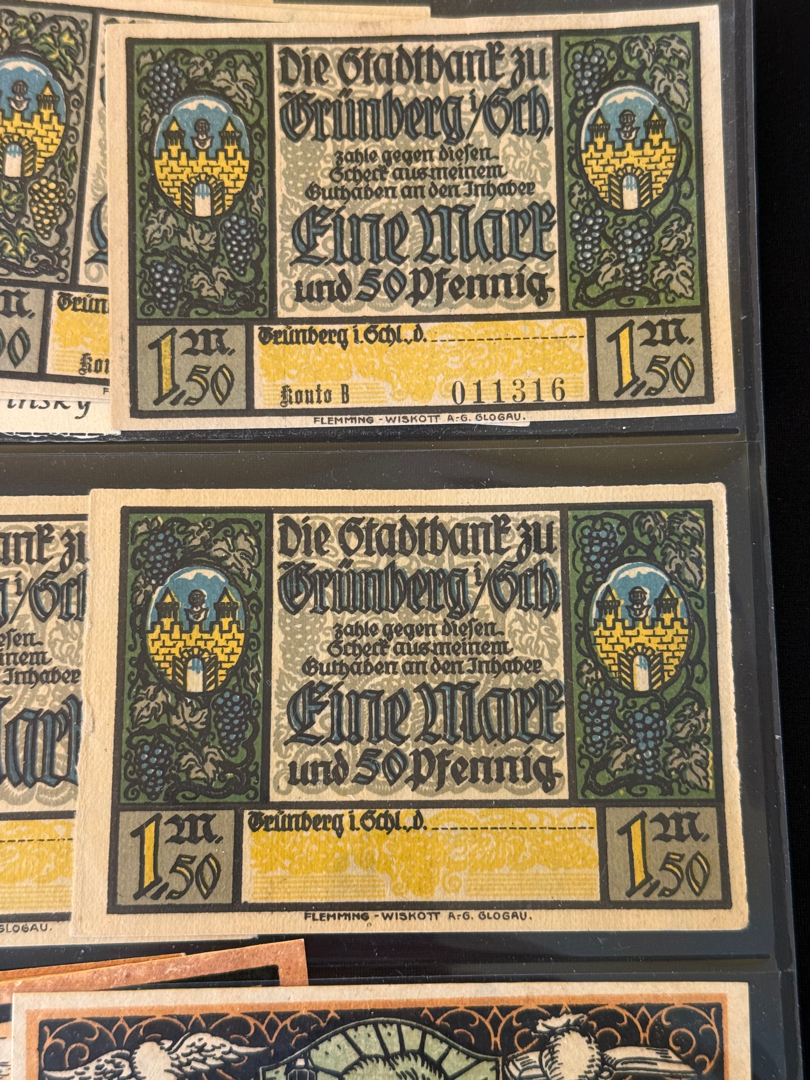 Die Stadtbank zu
Grünberg i/Sch.
zahle gegen diesen
Scheck aus meinem
Guthaben an den Inhaber
Eine Mark
und 50 Pfennig.
1 M. ,50
Grünberg i. Schl., d.
Konto B 011316
1 M. ,50
FLEMMING - WISKOTT A.-G. GLOGAU.
Die Stadtbank zu
Grünberg i/Sch.
zahle gegen diesen
Scheck aus meinem
Guthaben an den Inhaber
Eine Mark
und 50 Pfennig.
1 M. ,50
Grünberg i. Schl., d.
1 M. ,50
FLEMMING - WISKOTT A.-G. GLOGAU.